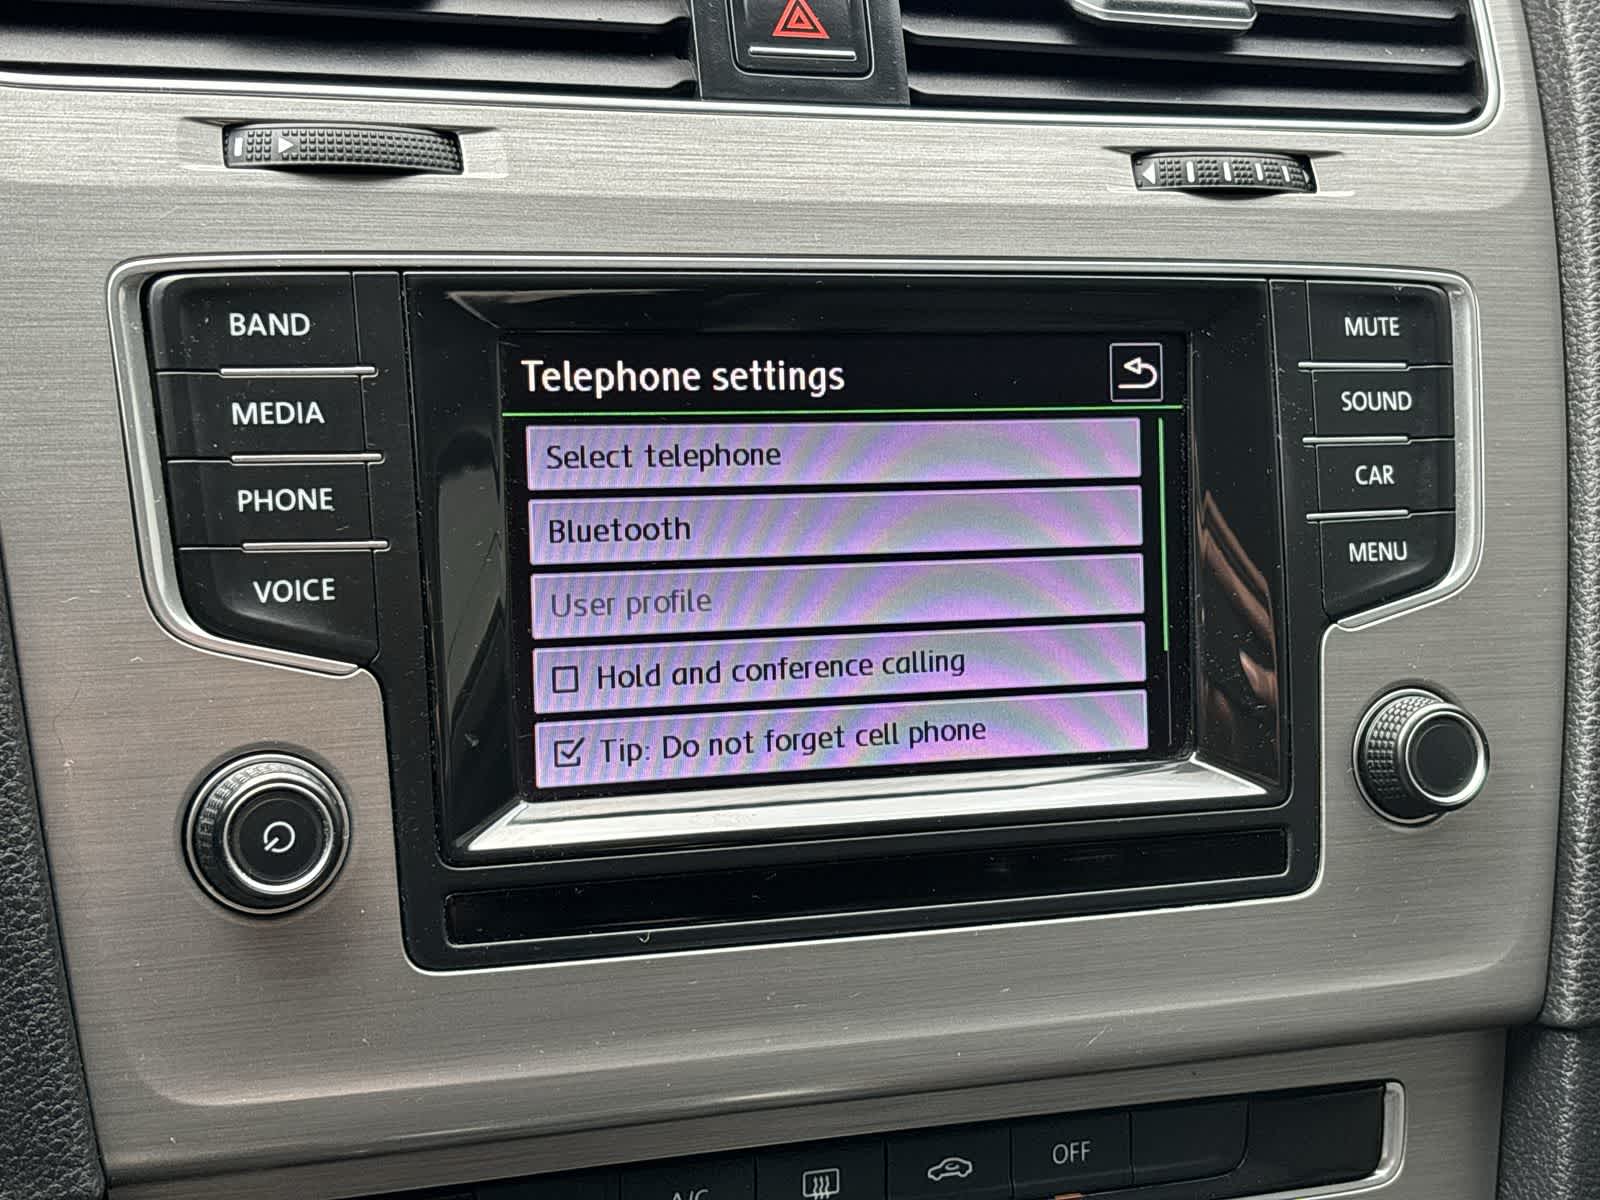 BAND
MEDIA
PHONE
VOICE
Telephone settings
Select telephone
Bluetooth
User profile
Hold and conference calling
Tip: Do not forget cell phone
MUTE
SOUND
CAR
MENU
A/C
OFF